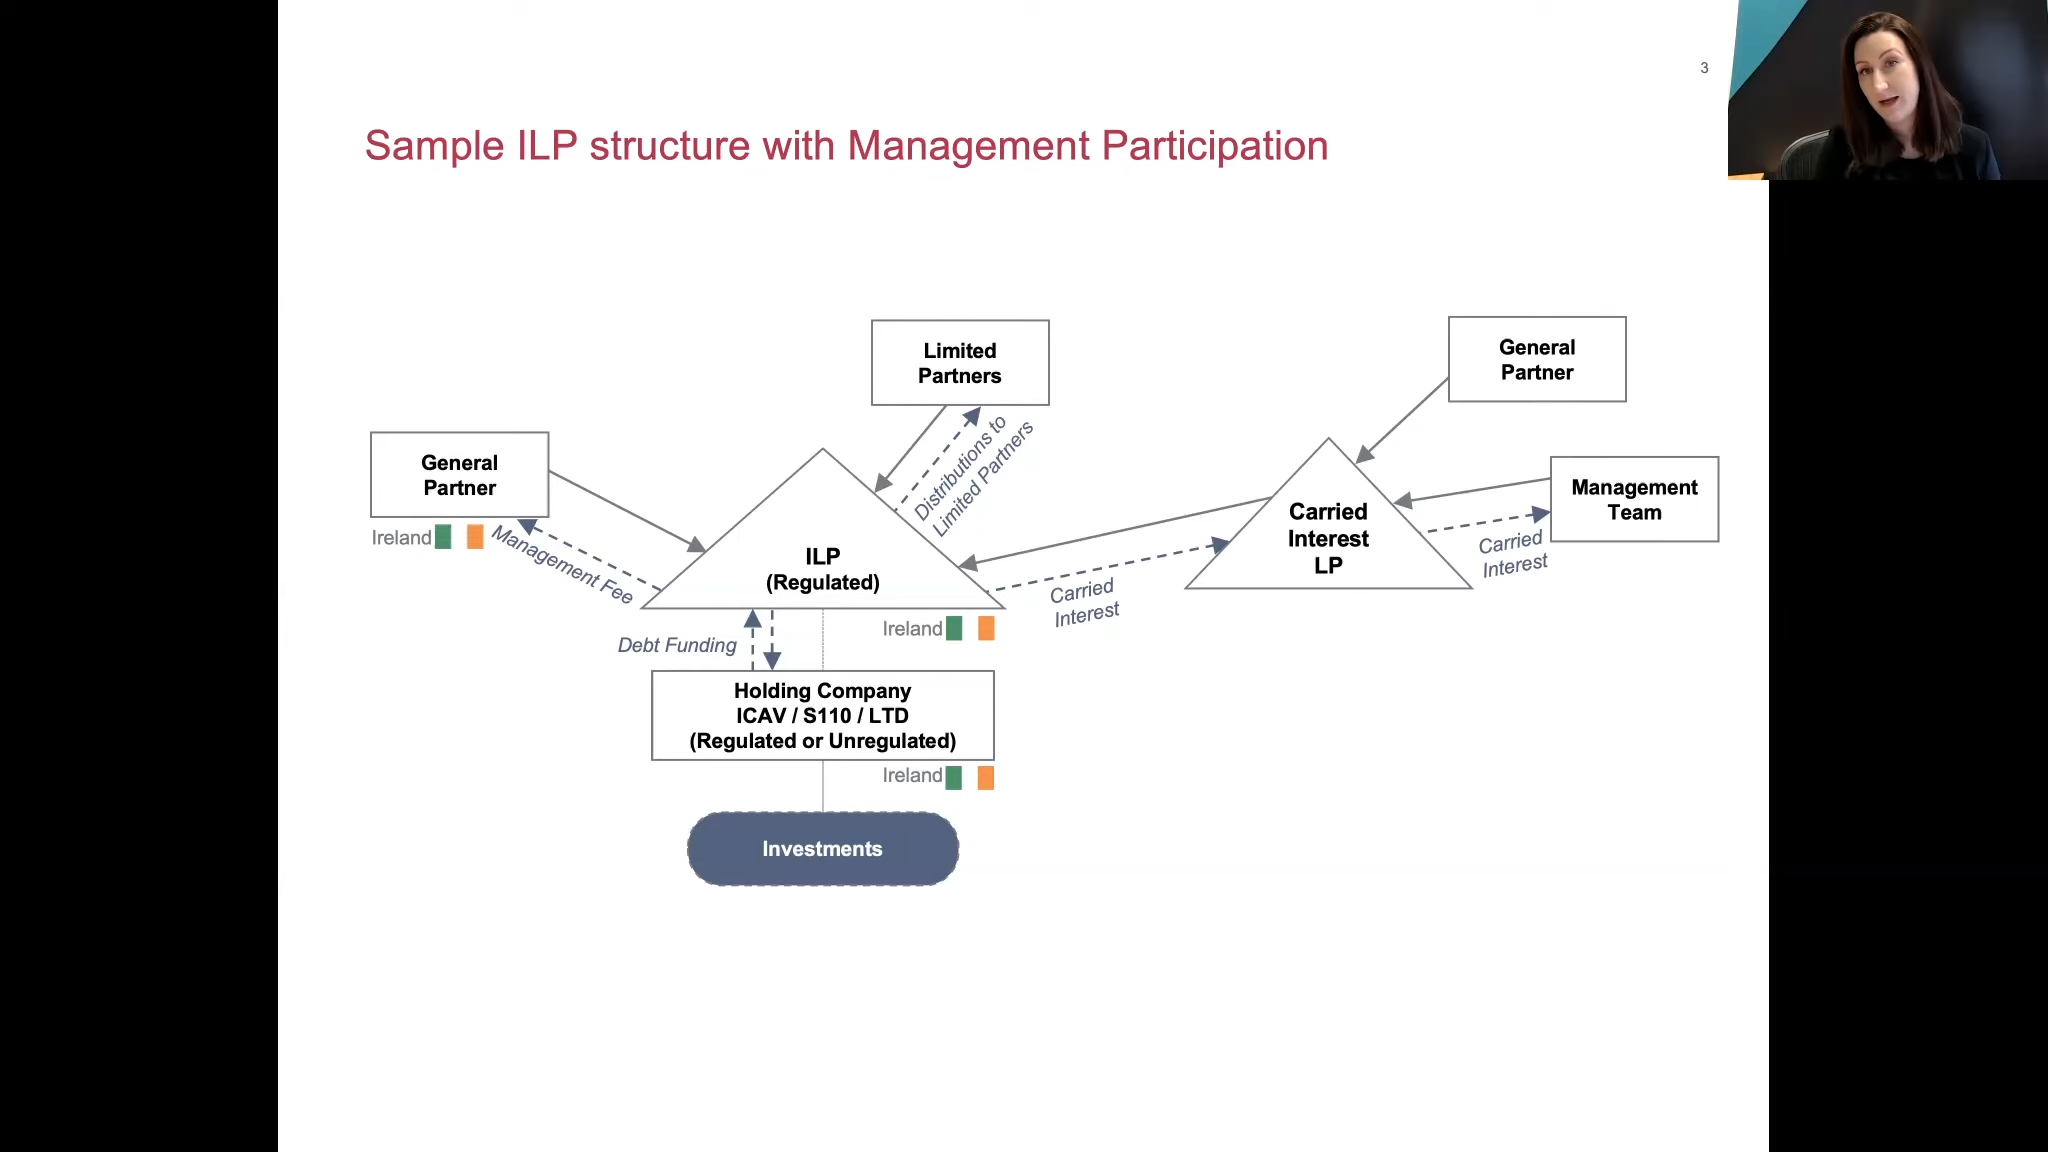 3
Sample ILP structure with Management Participation
Limited
Partners
General
Partner
General
Partner
Ireland
Management Fee
Distributions to
Limited Partners
Management
Team
Carried
Interest
LP
Carried
Interest
ILP
(Regulated)
Carried
Interest
Ireland
Debt Funding
Holding Company
ICAV / S110 / LTD
(Regulated or Unregulated)
Ireland
Investments